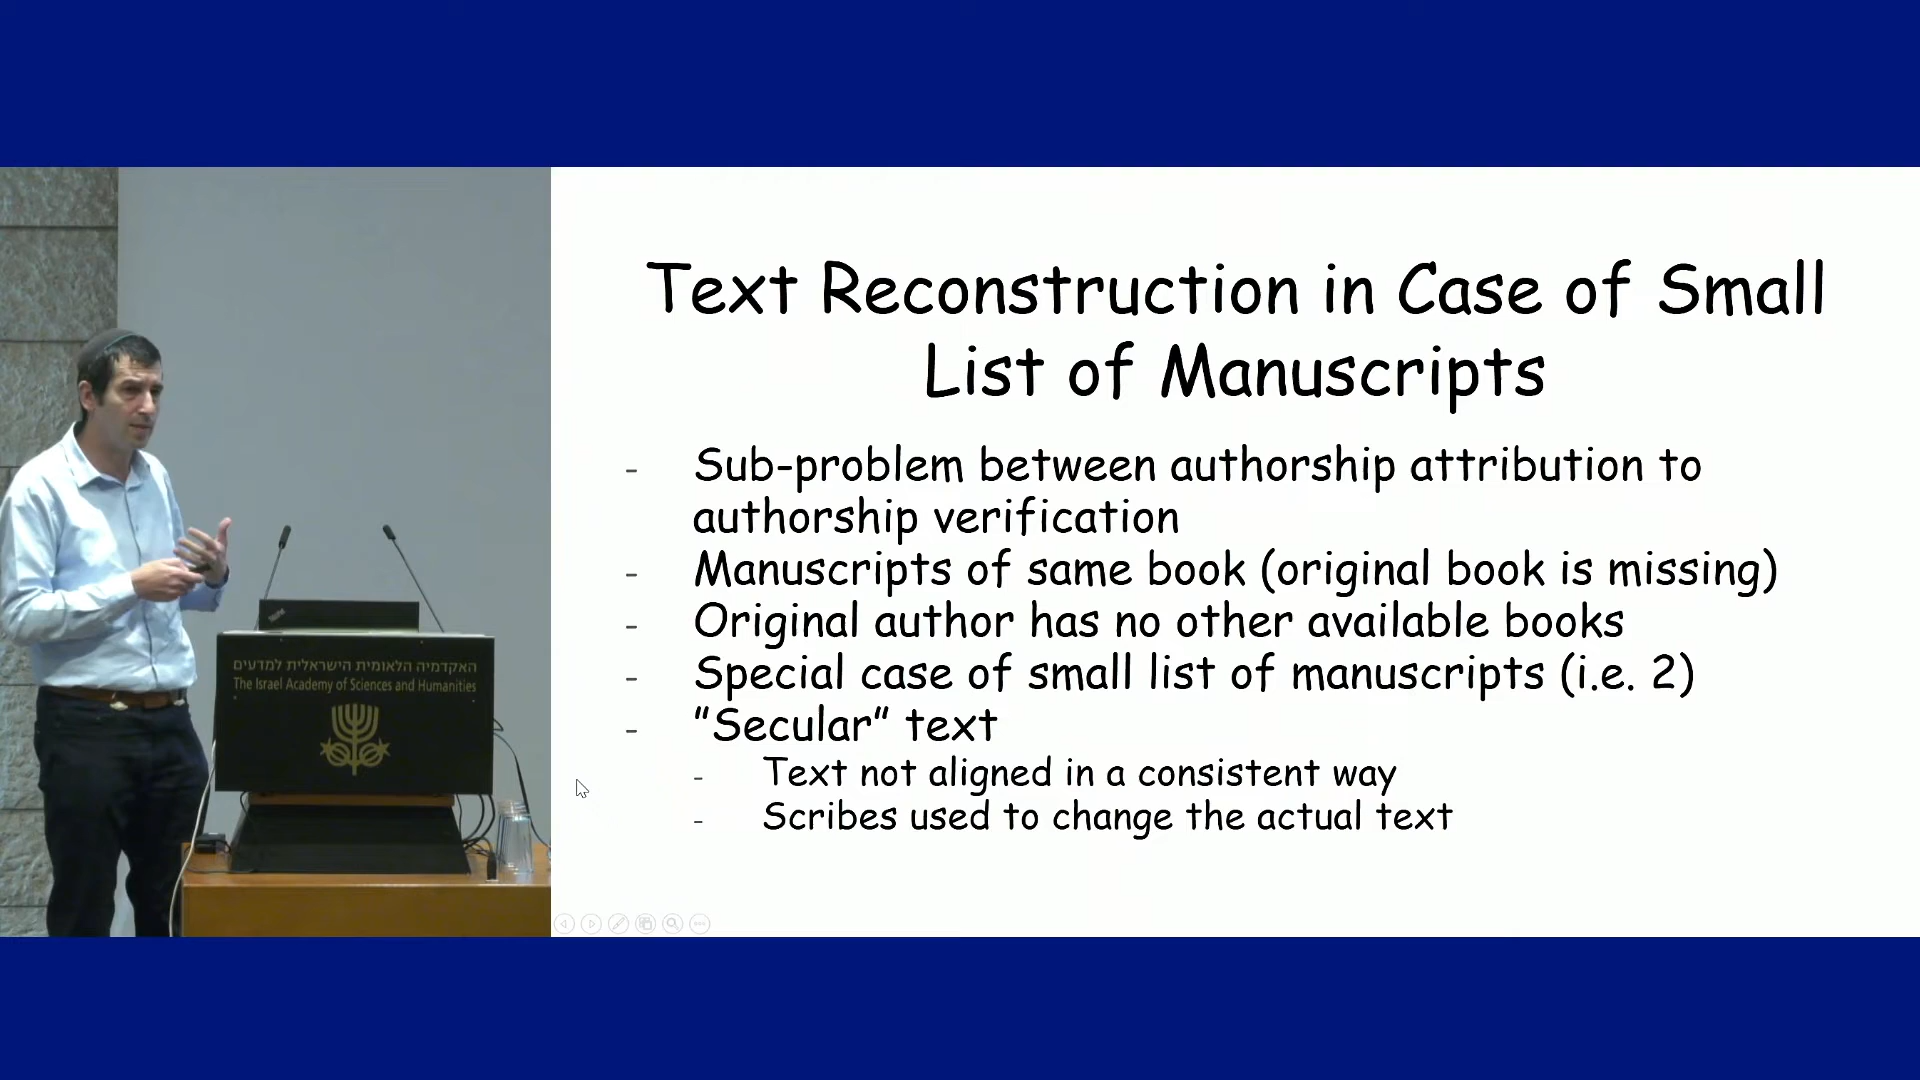 האקדמיה הלאומית הישראלית למדעים
The Israel Academy of Sciences and Humanities
Text Reconstruction in Case of Small
List of Manuscripts
- Sub-problem between authorship attribution to
authorship verification
- Manuscripts of same book (original book is missing)
- Original author has no other available books
- Special case of small list of manuscripts (i.e. 2)
- "Secular" text
- Text not aligned in a consistent way
- Scribes used to change the actual text